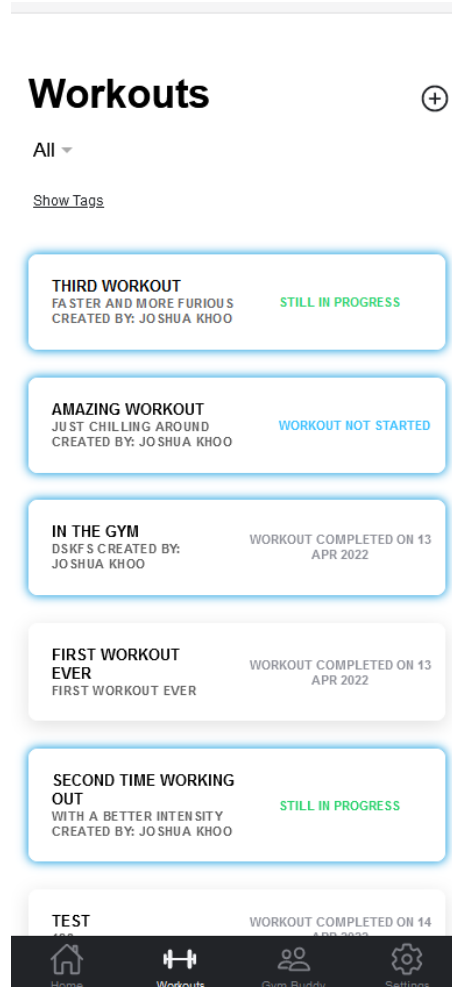 Workouts
All
Show Tags
THIRD WORKOUT
FASTER AND MORE FURIOUS
CREATED BY: JOSHUA KHOO
STILL IN PROGRESS
AMAZING WORKOUT
JUST CHILLING AROUND
CREATED BY: JOSHUA KHOO
WORKOUT NOT STARTED
IN THE GYM
DSKFS CREATED BY:
JOSHUA KHOO
WORKOUT COMPLETED ON 13
APR 2022
FIRST WORKOUT
EVER
FIRST WORKOUT EVER
WORKOUT COMPLETED ON 13
APR 2022
SECOND TIME WORKING
OUT
WITH A BETTER INTENSITY
CREATED BY: JOSHUA KHOO
STILL IN PROGRESS
TEST
WORKOUT COMPLETED ON 14
APR 2022
Home
Workouts
Gym Buddy
Settings